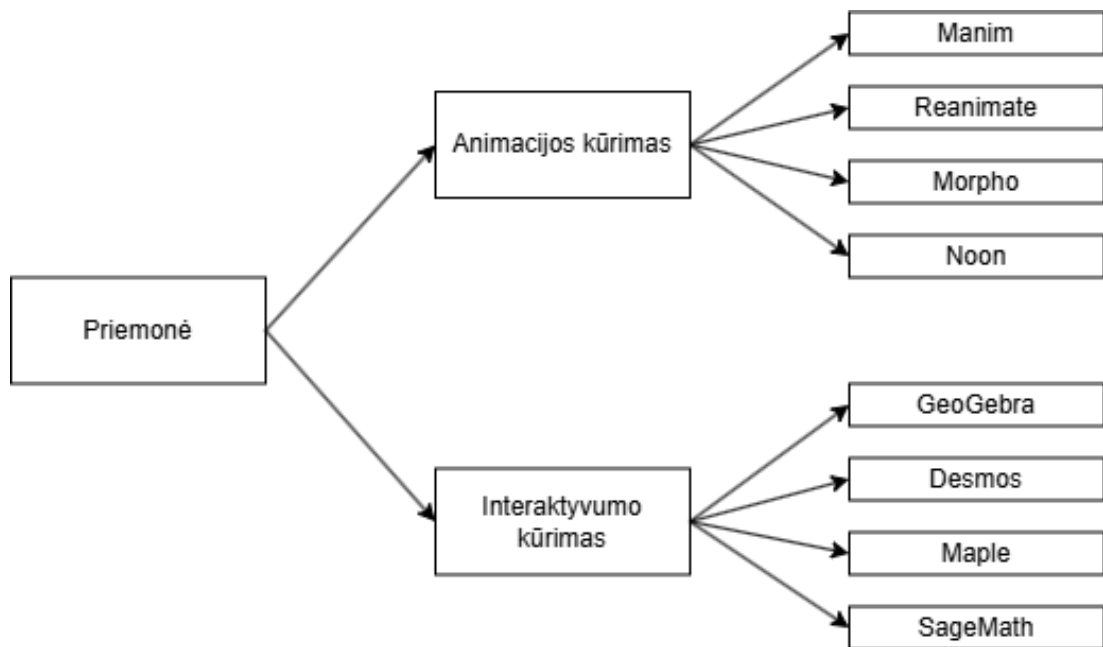 Priemonė
Animacijos kūrimas
Manim
Reanimate
Morpho
Noon
Interaktyvumo
kūrimas
GeoGebra
Desmos
Maple
SageMath